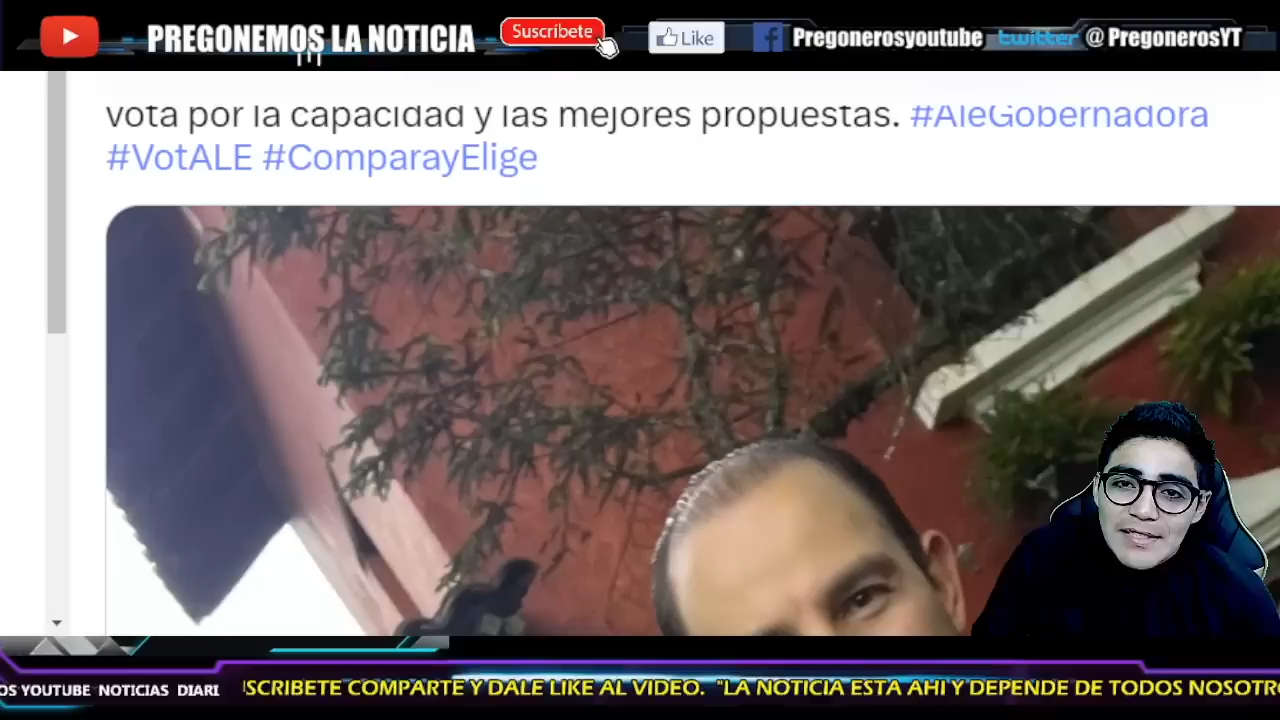 PREGONEMOS LA NOTICIA
Suscríbete
Like
Pregonerosyoutube
twitter
@PregonerosYT
vota por la capacidad y las mejores propuestas. #AleGobernadora
#VotALE #ComparayElige
OS YOUTUBE NOTICIAS DIARI
SCRIBETE COMPARTE Y DALE LIKE AL VIDEO. "LA NOTICIA ESTA AHI Y DEPENDE DE TODOS NOSOTR